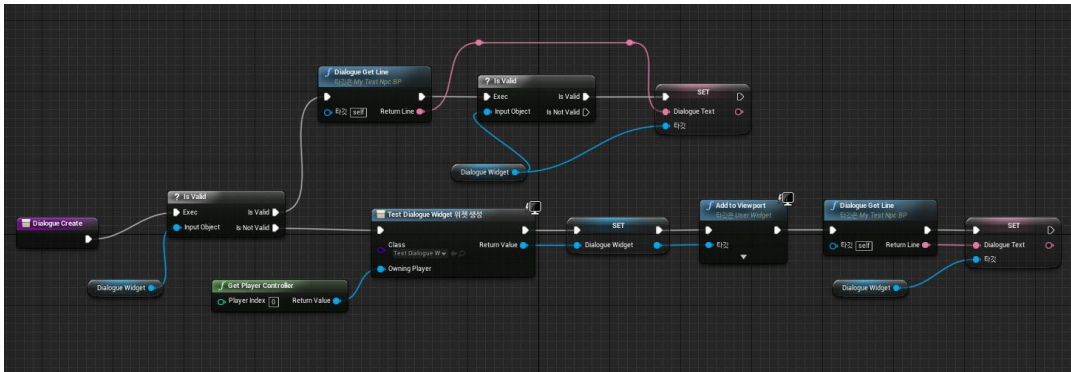 Dialogue Get Line
타깃은 My Test Npc BP
타깃 self
Return Line
? Is Valid
Exec
Is Valid
Input Object
Is Not Valid
SET
Dialogue Text
타깃
Dialogue Widget
Dialogue Create
? Is Valid
Exec
Is Valid
Input Object
Is Not Valid
Dialogue Widget
Test Dialogue Widget 위젯 생성
Class
Test Dialogue W
Return Value
Owning Player
Get Player Controller
Player Index 0
Return Value
SET
Dialogue Widget
Add to Viewport
타깃은 User Widget
타깃
Dialogue Get Line
타깃은 My Test Npc BP
타깃 self
Return Line
SET
Dialogue Text
타깃
Dialogue Widget